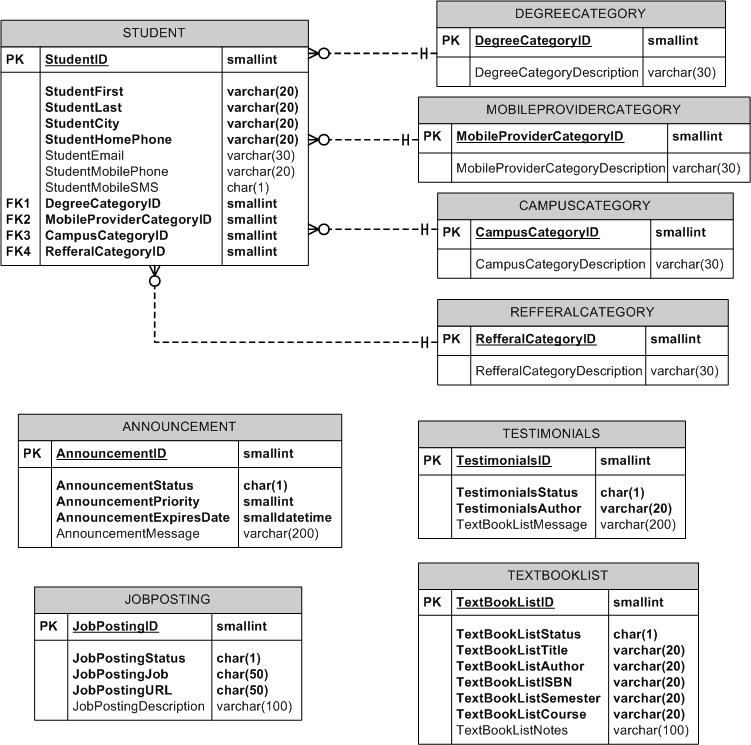 STUDENT
PK StudentID smallint
StudentFirst varchar(20)
StudentLast varchar(20)
StudentCity varchar(20)
StudentHomePhone varchar(20)
StudentEmail varchar(30)
StudentMobilePhone varchar(20)
StudentMobileSMS char(1)
FK1 DegreeCategoryID smallint
FK2 MobileProviderCategoryID smallint
FK3 CampusCategoryID smallint
FK4 RefferalCategoryID smallint
DEGREECATEGORY
PK DegreeCategoryID smallint
DegreeCategoryDescription varchar(30)
MOBILEPROVIDERCATEGORY
PK MobileProviderCategoryID smallint
MobileProviderCategoryDescription varchar(30)
CAMPUSCATEGORY
PK CampusCategoryID smallint
CampusCategoryDescription varchar(30)
REFFERALCATEGORY
PK RefferalCategoryID smallint
RefferalCategoryDescription varchar(30)
ANNOUNCEMENT
PK AnnouncementID smallint
AnnouncementStatus char(1)
AnnouncementPriority smallint
AnnouncementExpiresDate smalldatetime
AnnouncementMessage varchar(200)
TESTIMONIALS
PK TestimonialsID smallint
TestimonialsStatus char(1)
TestimonialsAuthor varchar(20)
TextBookListMessage varchar(200)
JOBPOSTING
PK JobPostingID smallint
JobPostingStatus char(1)
JobPostingJob char(50)
JobPostingURL char(50)
JobPostingDescription varchar(100)
TEXTBOOKLIST
PK TextBookListID smallint
TextBookListStatus char(1)
TextBookListTitle varchar(20)
TextBookListAuthor varchar(20)
TextBookListISBN varchar(20)
TextBookListSemester varchar(20)
TextBookListCourse varchar(20)
TextBookListNotes varchar(100)